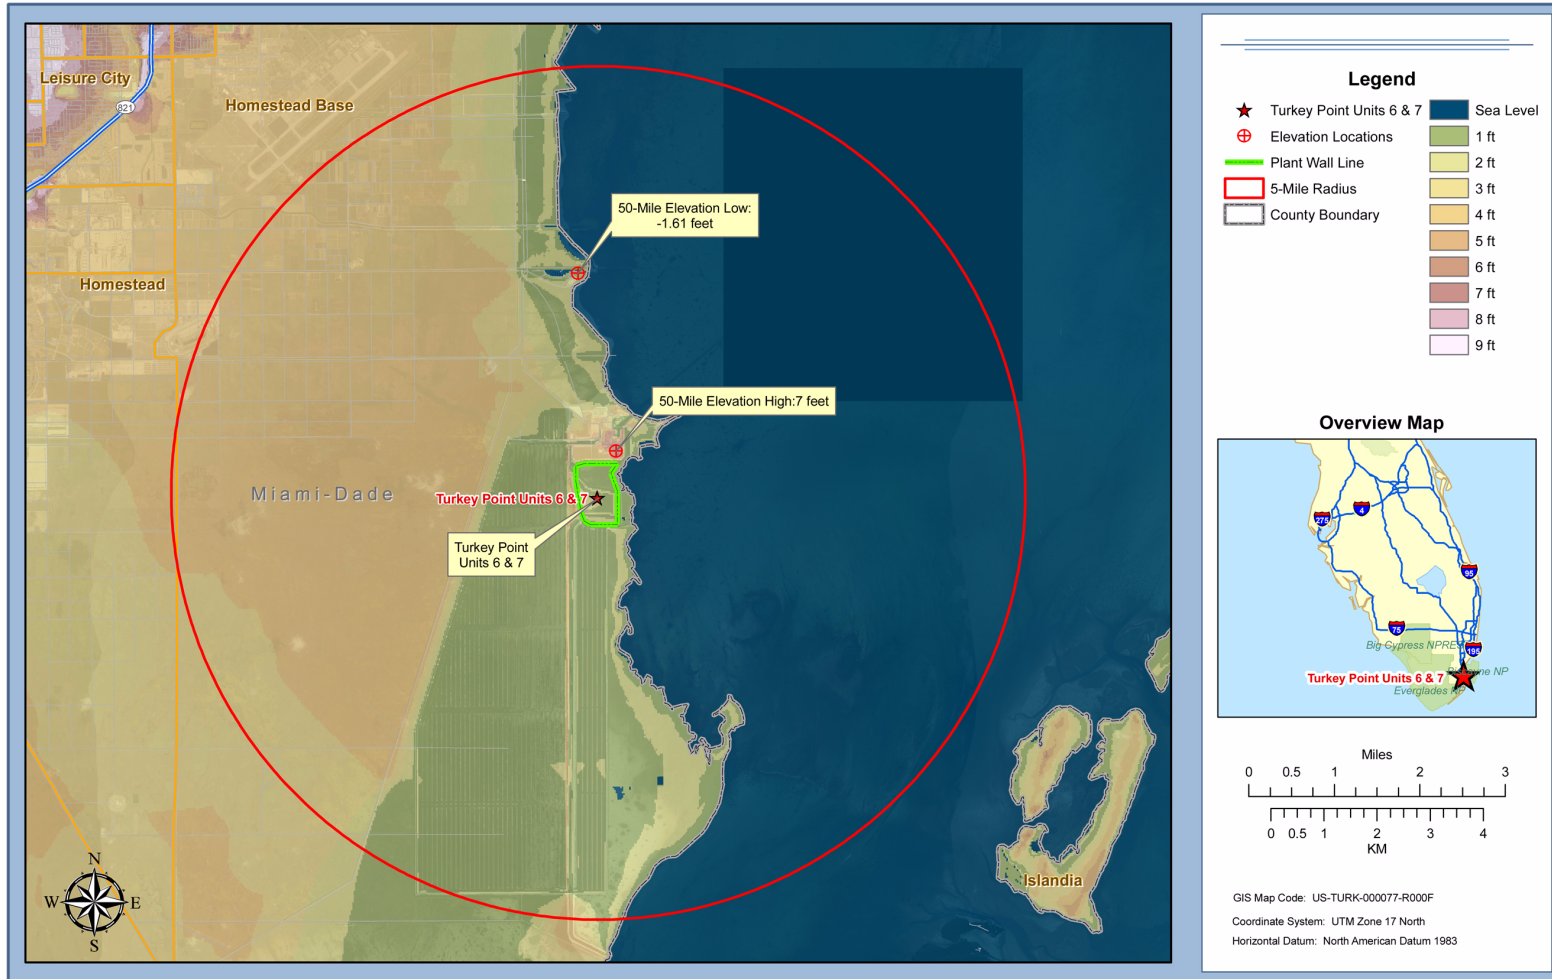 Leisure City
821
Homestead Base
Homestead
50-Mile Elevation Low:
-1.61 feet
50-Mile Elevation High:7 feet
Miami-Dade
Turkey Point Units 6 & 7
Turkey Point
Units 6 & 7
Islandia
N
W E
S
Legend
Turkey Point Units 6 & 7
Elevation Locations
Plant Wall Line
5-Mile Radius
County Boundary
Sea Level
1 ft
2 ft
3 ft
4 ft
5 ft
6 ft
7 ft
8 ft
9 ft
Overview Map
275
4
95
75
195
Big Cypress NPRES
Turkey Point Units 6 & 7
NP
Everglades NP
Miles
0 0.5 1 2 3
0 0.5 1 2 3 4
KM
GIS Map Code: US-TURK-000077-R000F
Coordinate System: UTM Zone 17 North
Horizontal Datum: North American Datum 1983